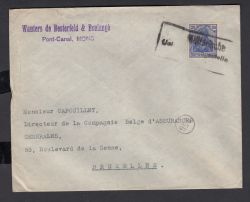 Wauters de Besterfeld & Boulangé
Pont-Canal, MONS
Monsieur CAPOUILLET,
Directeur de la Compagnie Belge d'ASSURANCES
GENERALES,
53, Boulevard de la Senne,
BRUXELLES.